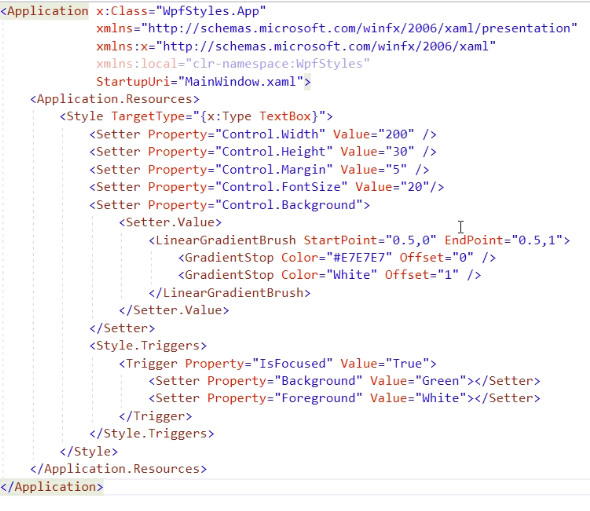 <Application x:Class="WpfStyles.App"
             xmlns="http://schemas.microsoft.com/winfx/2006/xaml/presentation"
             xmlns:x="http://schemas.microsoft.com/winfx/2006/xaml"
             xmlns:local="clr-namespace:WpfStyles"
             StartupUri="MainWindow.xaml">
    <Application.Resources>
        <Style TargetType="{x:Type TextBox}">
            <Setter Property="Control.Width" Value="200" />
            <Setter Property="Control.Height" Value="30" />
            <Setter Property="Control.Margin" Value="5" />
            <Setter Property="Control.FontSize" Value="20"/>
            <Setter Property="Control.Background">
                <Setter.Value>
                    <LinearGradientBrush StartPoint="0.5,0" EndPoint="0.5,1">
                        <GradientStop Color="#E7E7E7" Offset="0" />
                        <GradientStop Color="White" Offset="1" />
                    </LinearGradientBrush>
                </Setter.Value>
            </Setter>
            <Style.Triggers>
                <Trigger Property="IsFocused" Value="True">
                    <Setter Property="Background" Value="Green"></Setter>
                    <Setter Property="Foreground" Value="White"></Setter>
                </Trigger>
            </Style.Triggers>
        </Style>
    </Application.Resources>
</Application>